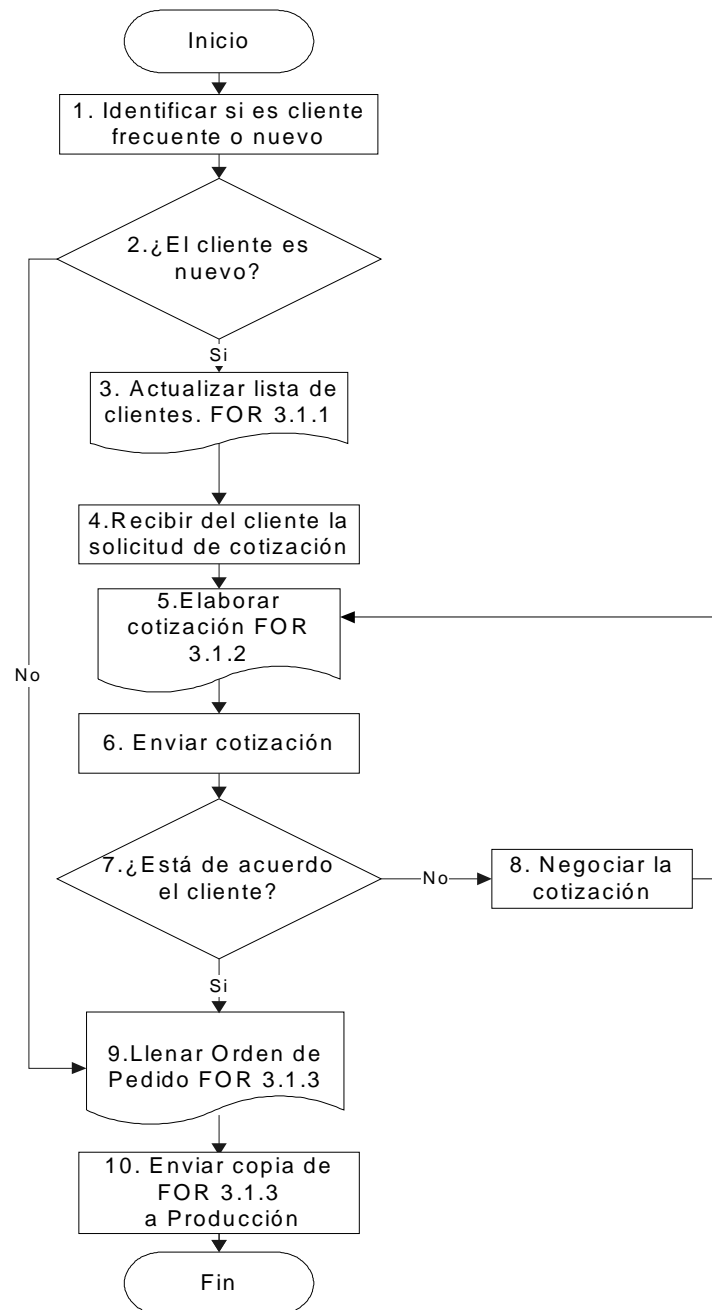 Inicio
1. Identificar si es cliente
frecuente o nuevo
2.¿El cliente es
nuevo?
Si
3. Actualizar lista de
clientes. FOR 3.1.1
4.Recibir del cliente la
solicitud de cotización
5.Elaborar
cotización FOR
3.1.2
No
6. Enviar cotización
7.¿Está de acuerdo
el cliente?
No
8. Negociar la
cotización
Si
9.Llenar Orden de
Pedido FOR 3.1.3
10. Enviar copia de
FOR 3.1.3
a Producción
Fin